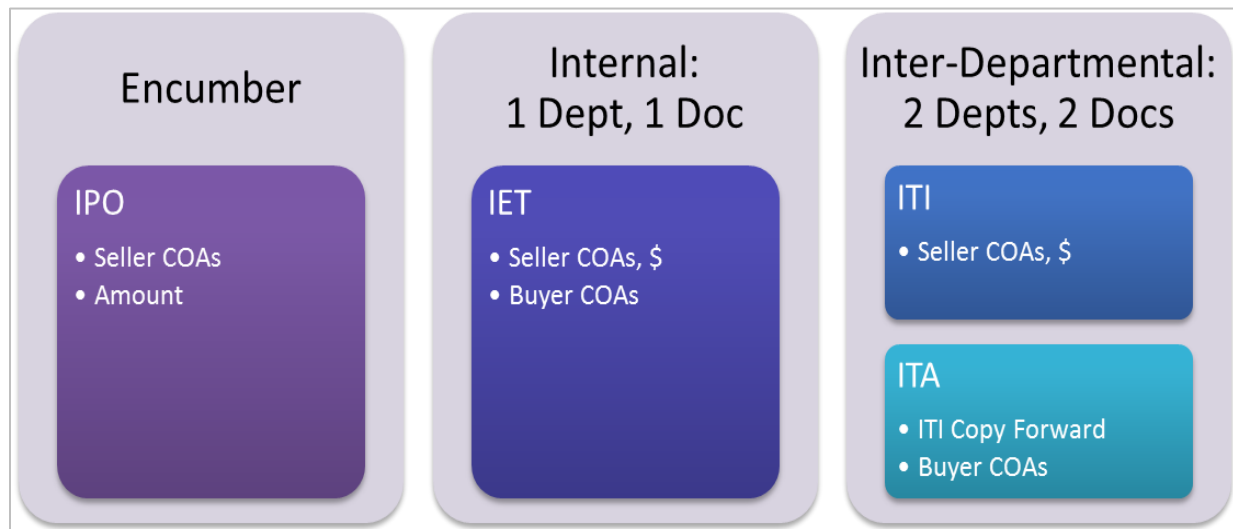 Encumber
IPO
• Seller COAs
• Amount
Internal:
1 Dept, 1 Doc
IET
• Seller COAs, $
• Buyer COAs
Inter-Departmental:
2 Depts, 2 Docs
ITI
• Seller COAs, $
ITA
• ITI Copy Forward
• Buyer COAs